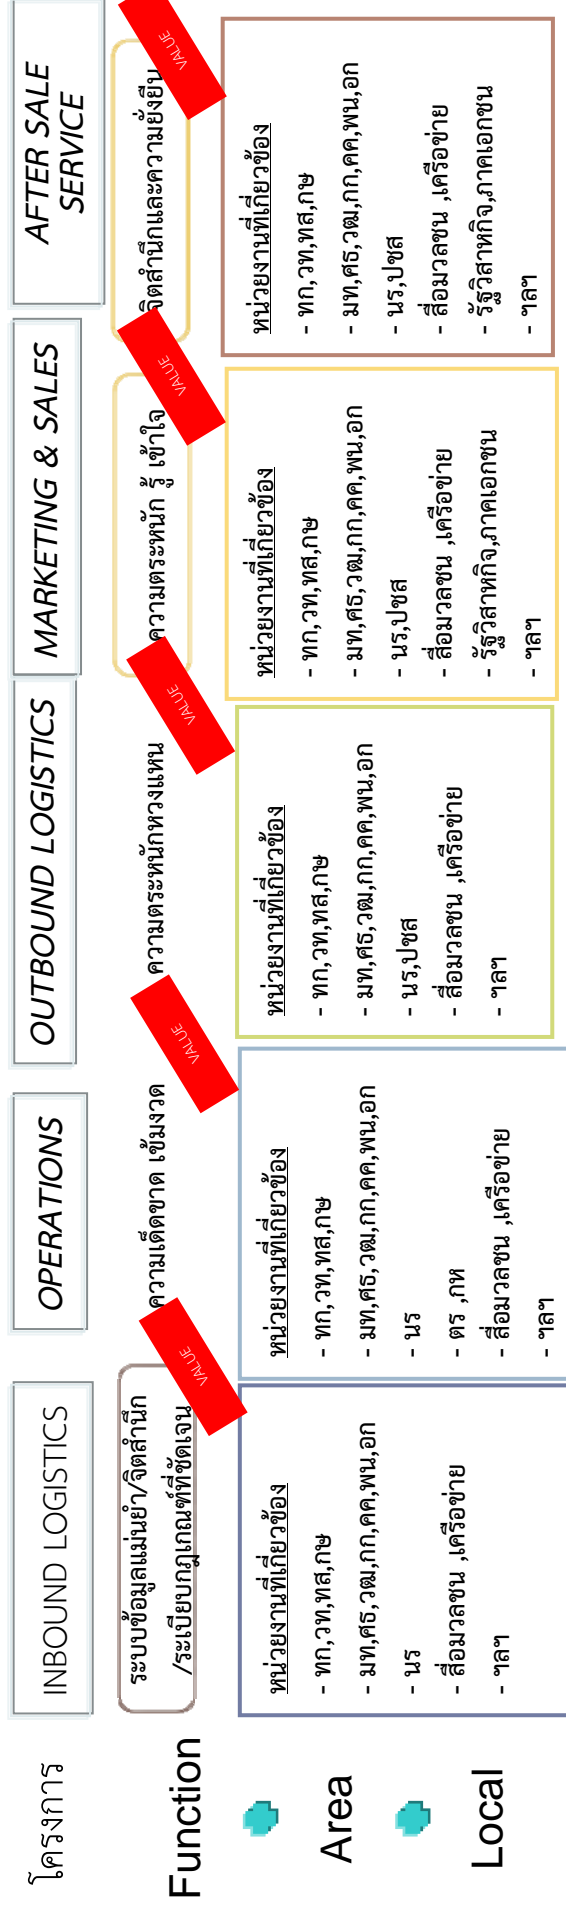 โครงการ
INBOUND LOGISTICS
OPERATIONS
OUTBOUND LOGISTICS
MARKETING & SALES
AFTER SALE
SERVICE
Function
ระบบข้อมูลแม่นยำ/จิตสำนึก
/ระเบียบกฎเกณฑ์ที่ชัดเจน
VALUE
ความเด็ดขาด เข้มงวด
VALUE
ความตระหนักหวงแหน
VALUE
ความตระหนัก รู้ เข้าใจ
VALUE
จิตสำนึกและความยั่งยืน
VALUE
Area
Local
หน่วยงานที่เกี่ยวข้อง
- ทก,วท,ทส,กษ
- มท,ศธ,วฒ,กก,คค,พน,อก
- นร
- สื่อมวลชน ,เครือข่าย
- ฯลฯ
หน่วยงานที่เกี่ยวข้อง
- ทก,วท,ทส,กษ
- มท,ศธ,วฒ,กก,คค,พน,อก
- นร
- ตร ,กห
- สื่อมวลชน ,เครือข่าย
- ฯลฯ
หน่วยงานที่เกี่ยวข้อง
- ทก,วท,ทส,กษ
- มท,ศธ,วฒ,กก,คค,พน,อก
- นร,ปชส
- สื่อมวลชน ,เครือข่าย
- ฯลฯ
หน่วยงานที่เกี่ยวข้อง
- ทก,วท,ทส,กษ
- มท,ศธ,วฒ,กก,คค,พน,อก
- นร,ปชส
- สื่อมวลชน ,เครือข่าย
- รัฐวิสาหกิจ,ภาคเอกชน
- ฯลฯ
หน่วยงานที่เกี่ยวข้อง
- ทก,วท,ทส,กษ
- มท,ศธ,วฒ,กก,คค,พน,อก
- นร,ปชส
- สื่อมวลชน ,เครือข่าย
- รัฐวิสาหกิจ,ภาคเอกชน
- ฯลฯ